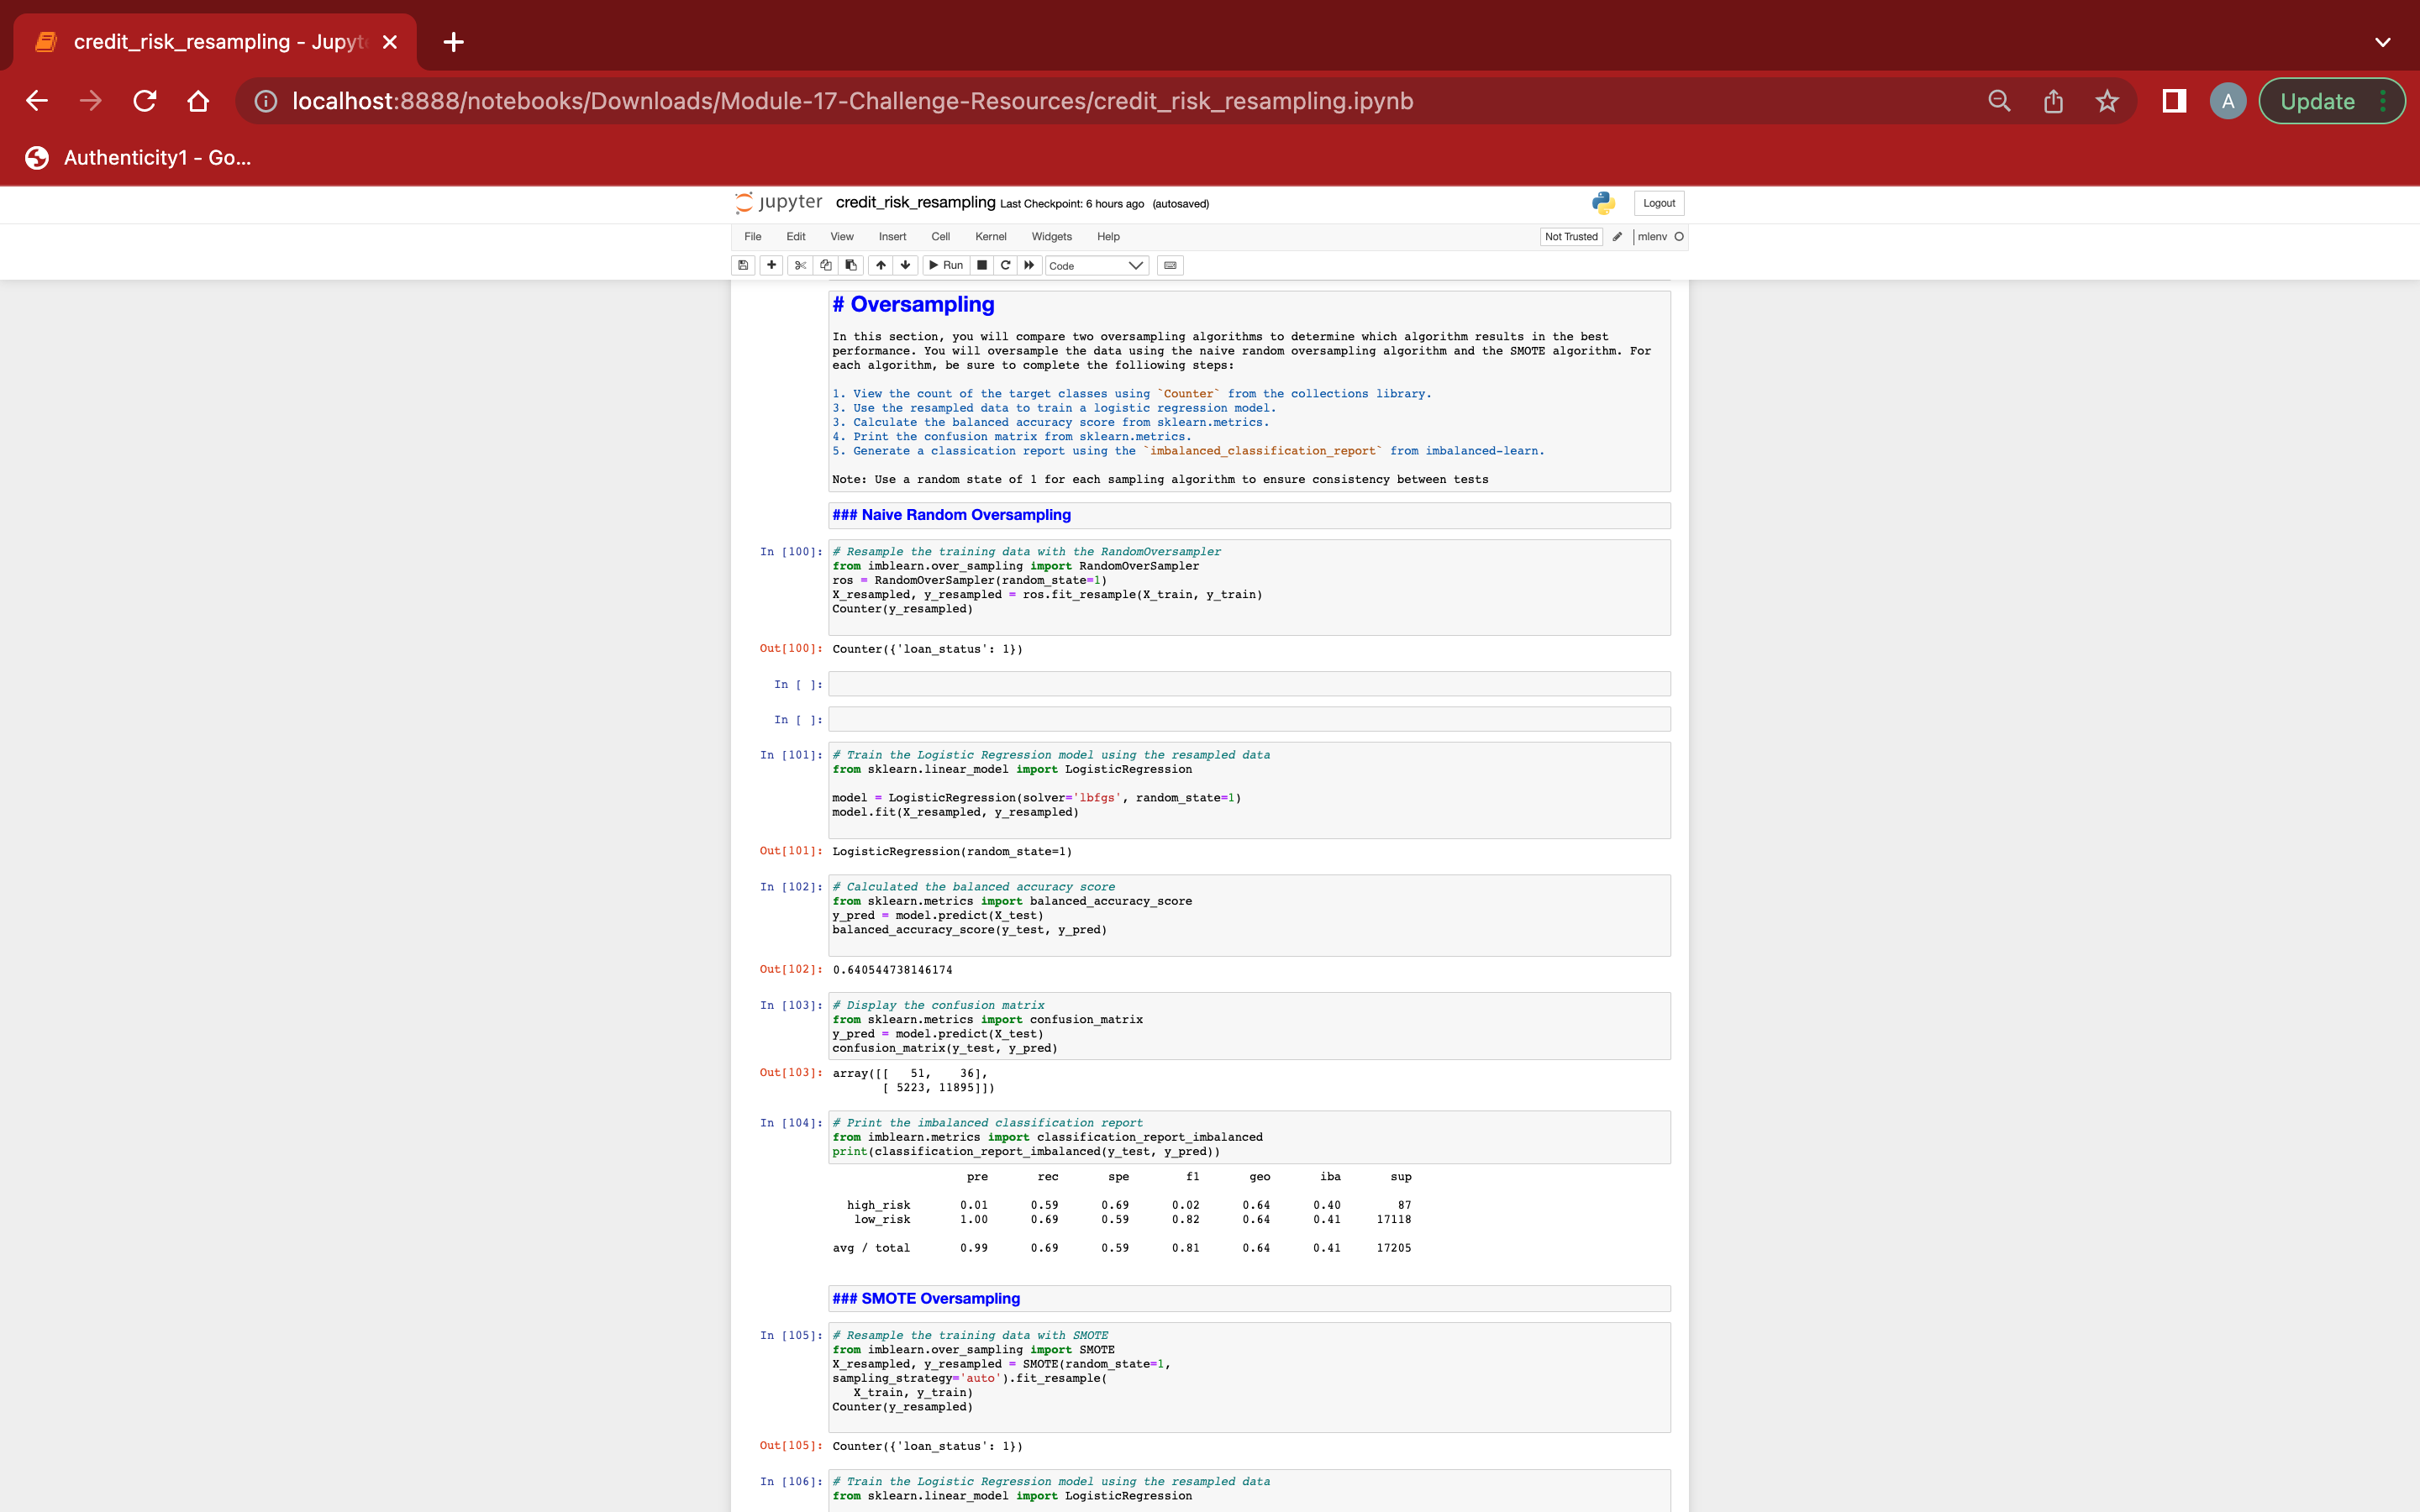 credit_risk_resampling - Jupyt
localhost:8888/notebooks/Downloads/Module-17-Challenge-Resources/credit_risk_resampling.ipynb
A
Update
Authenticity1 - Go...
jupyter credit_risk_resampling Last Checkpoint: 6 hours ago (autosaved)
Logout
File Edit View Insert Cell Kernel Widgets Help
Not Trusted
mlenv
Run
Code
# Oversampling
In this section, you will compare two oversampling algorithms to determine which algorithm results in the best
performance. You will oversample the data using the naive random oversampling algorithm and the SMOTE algorithm. For
each algorithm, be sure to complete the folliowing steps:
1. View the count of the target classes using `Counter` from the collections library.
3. Use the resampled data to train a logistic regression model.
3. Calculate the balanced accuracy score from sklearn.metrics.
4. Print the confusion matrix from sklearn.metrics.
5. Generate a classication report using the `imbalanced_classification_report` from imbalanced-learn.
Note: Use a random state of 1 for each sampling algorithm to ensure consistency between tests
### Naive Random Oversampling
In [100]: # Resample the training data with the RandomOversampler
from imblearn.over_sampling import RandomOverSampler
ros = RandomOverSampler(random_state=1)
X_resampled, y_resampled = ros.fit_resample(X_train, y_train)
Counter(y_resampled)
Out[100]: Counter({'loan_status': 1})
In [ ]:
In [ ]:
In [101]: # Train the Logistic Regression model using the resampled data
from sklearn.linear_model import LogisticRegression
model = LogisticRegression(solver='lbfgs', random_state=1)
model.fit(X_resampled, y_resampled)
Out[101]: LogisticRegression(random_state=1)
In [102]: # Calculated the balanced accuracy score
from sklearn.metrics import balanced_accuracy_score
y_pred = model.predict(X_test)
balanced_accuracy_score(y_test, y_pred)
Out[102]: 0.640544738146174
In [103]: # Display the confusion matrix
from sklearn.metrics import confusion_matrix
y_pred = model.predict(X_test)
confusion_matrix(y_test, y_pred)
Out[103]: array([[   51,    36],
[ 5223, 11895]])
In [104]: # Print the imbalanced classification report
from imblearn.metrics import classification_report_imbalanced
print(classification_report_imbalanced(y_test, y_pred))
pre rec spe f1 geo iba sup
high_risk 0.01 0.59 0.69 0.02 0.64 0.40 87
low_risk 1.00 0.69 0.59 0.82 0.64 0.41 17118
avg / total 0.99 0.69 0.59 0.81 0.64 0.41 17205
### SMOTE Oversampling
In [105]: # Resample the training data with SMOTE
from imblearn.over_sampling import SMOTE
X_resampled, y_resampled = SMOTE(random_state=1,
sampling_strategy='auto').fit_resample(
X_train, y_train)
Counter(y_resampled)
Out[105]: Counter({'loan_status': 1})
In [106]: # Train the Logistic Regression model using the resampled data
from sklearn.linear_model import LogisticRegression